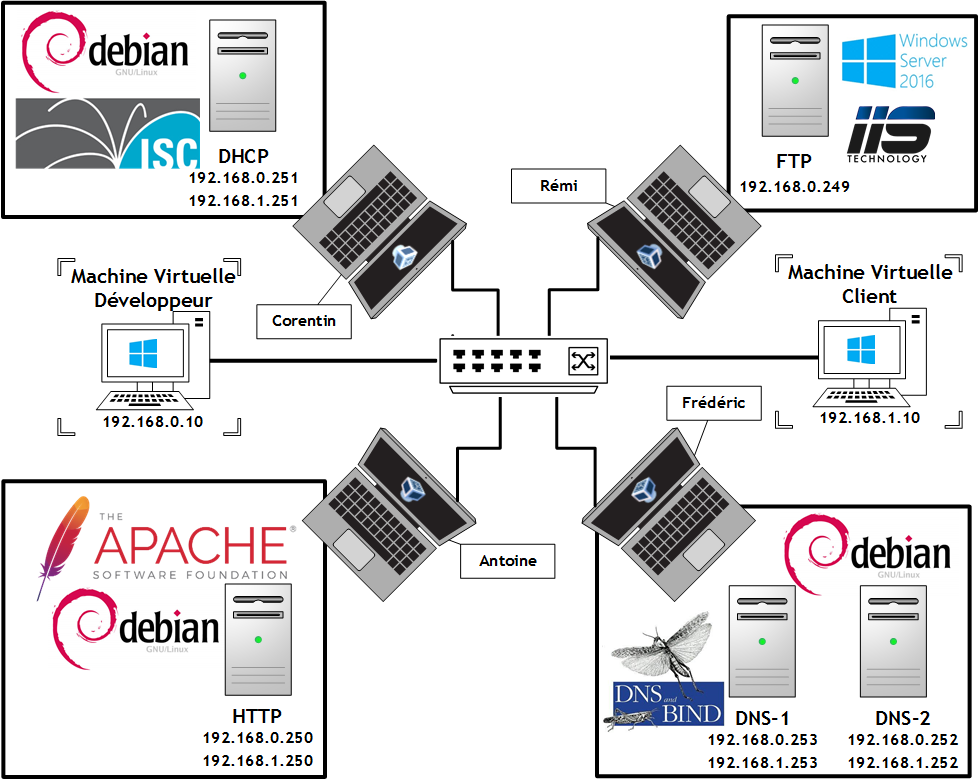 debian
GNU/Linux
ISC
DHCP
192.168.0.251
192.168.1.251
Windows
Server
2016
IIS
TECHNOLOGY
FTP
192.168.0.249
Rémi
Corentin
Machine Virtuelle
Développeur
192.168.0.10
Machine Virtuelle
Client
192.168.1.10
Frédéric
Antoine
THE
APACHE®
SOFTWARE FOUNDATION
debian
GNU/Linux
HTTP
192.168.0.250
192.168.1.250
debian
GNU/Linux
DNS and
BIND
DNS-1
192.168.0.253
192.168.1.253
DNS-2
192.168.0.252
192.168.1.252